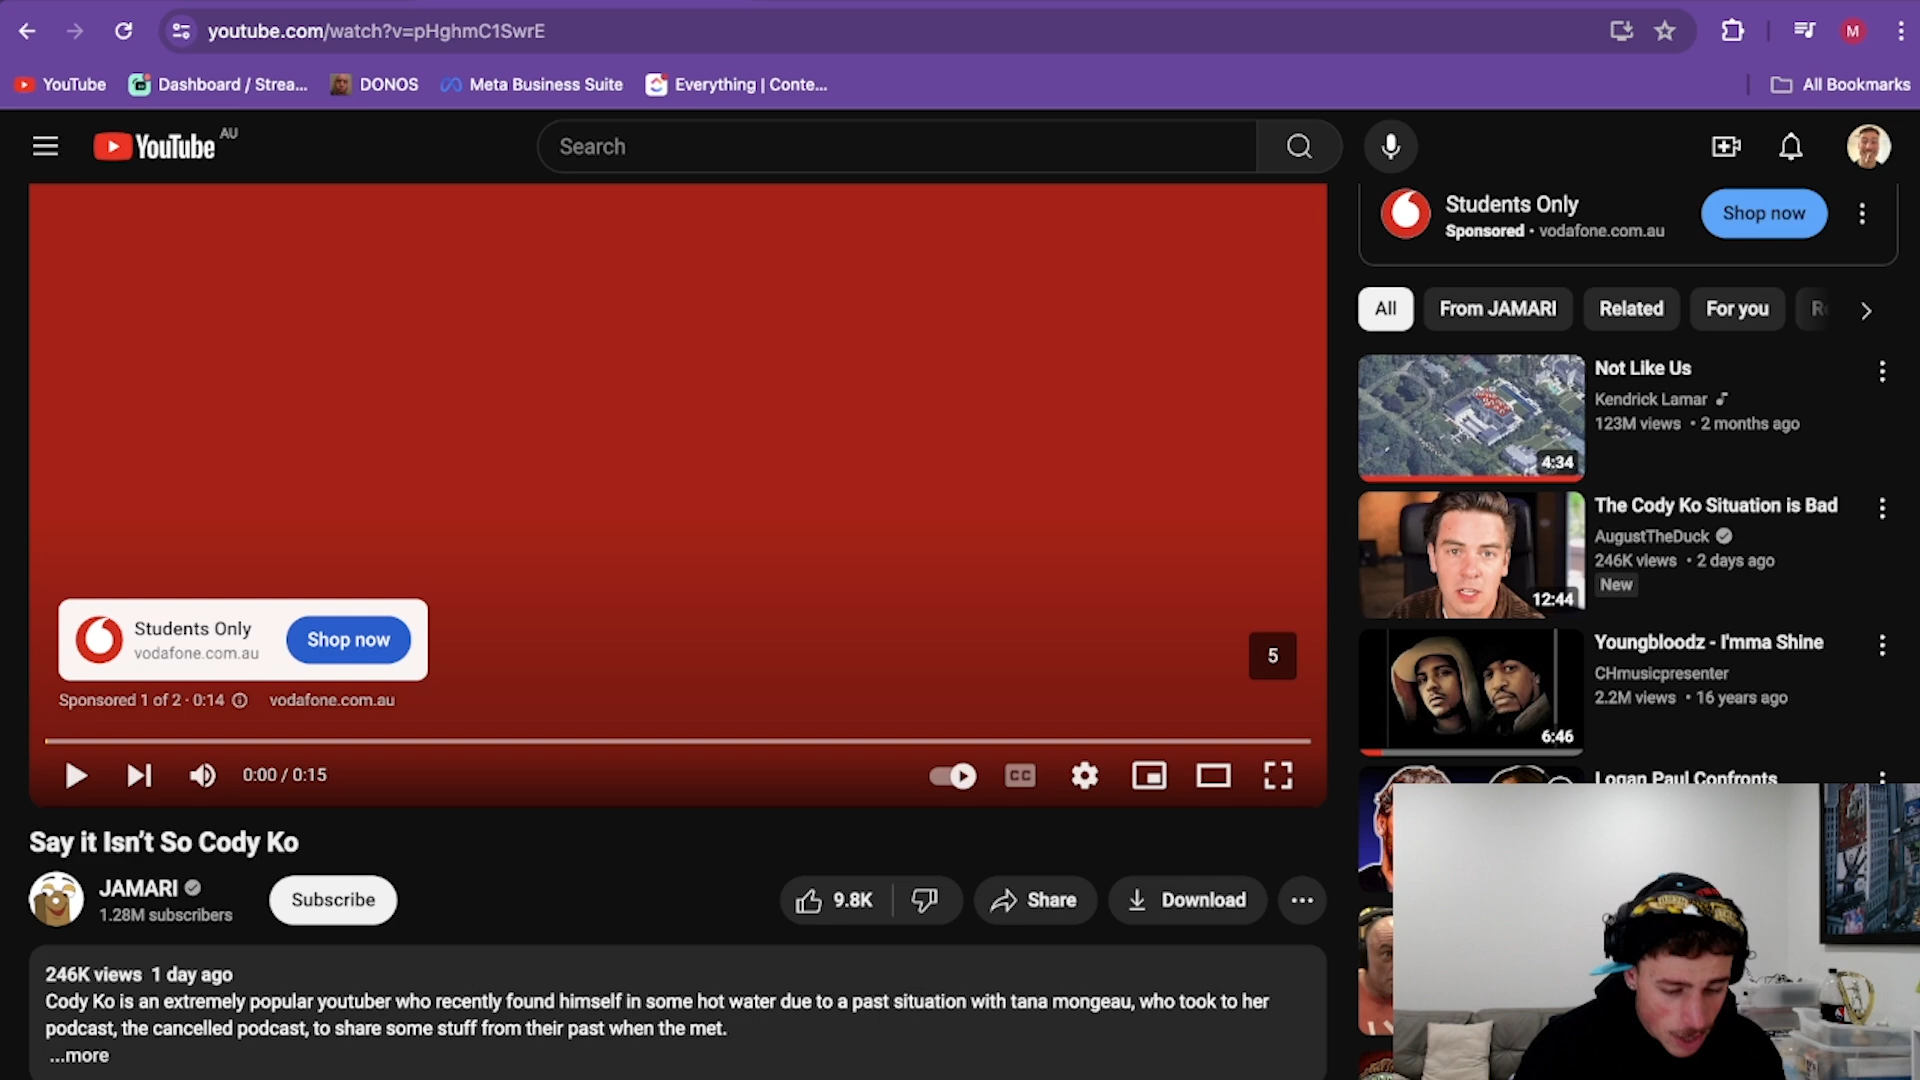 youtube.com/watch?v=pHghmC1SwrE
M
YouTube
Dashboard / Strea...
DONOS
Meta Business Suite
Everything | Conte...
All Bookmarks
YouTube AU
Search
Students Only
Sponsored • vodafone.com.au
Shop now
All
From JAMARI
Related
For you
Not Like Us
Kendrick Lamar
123M views • 2 months ago
4:34
The Cody Ko Situation is Bad
AugustTheDuck
246K views • 2 days ago
New
12:44
Youngbloodz - I'mma Shine
CHmusicpresenter
2.2M views • 16 years ago
6:46
Logan Paul Confronts
Students Only
vodafone.com.au
Shop now
5
Sponsored 1 of 2 · 0:14
vodafone.com.au
0:00 / 0:15
CC
Say it Isn’t So Cody Ko
JAMARI
1.28M subscribers
Subscribe
9.8K
Share
Download
246K views 1 day ago
Cody Ko is an extremely popular youtuber who recently found himself in some hot water due to a past situation with tana mongeau, who took to her
podcast, the cancelled podcast, to share some stuff from their past when the met.
...more